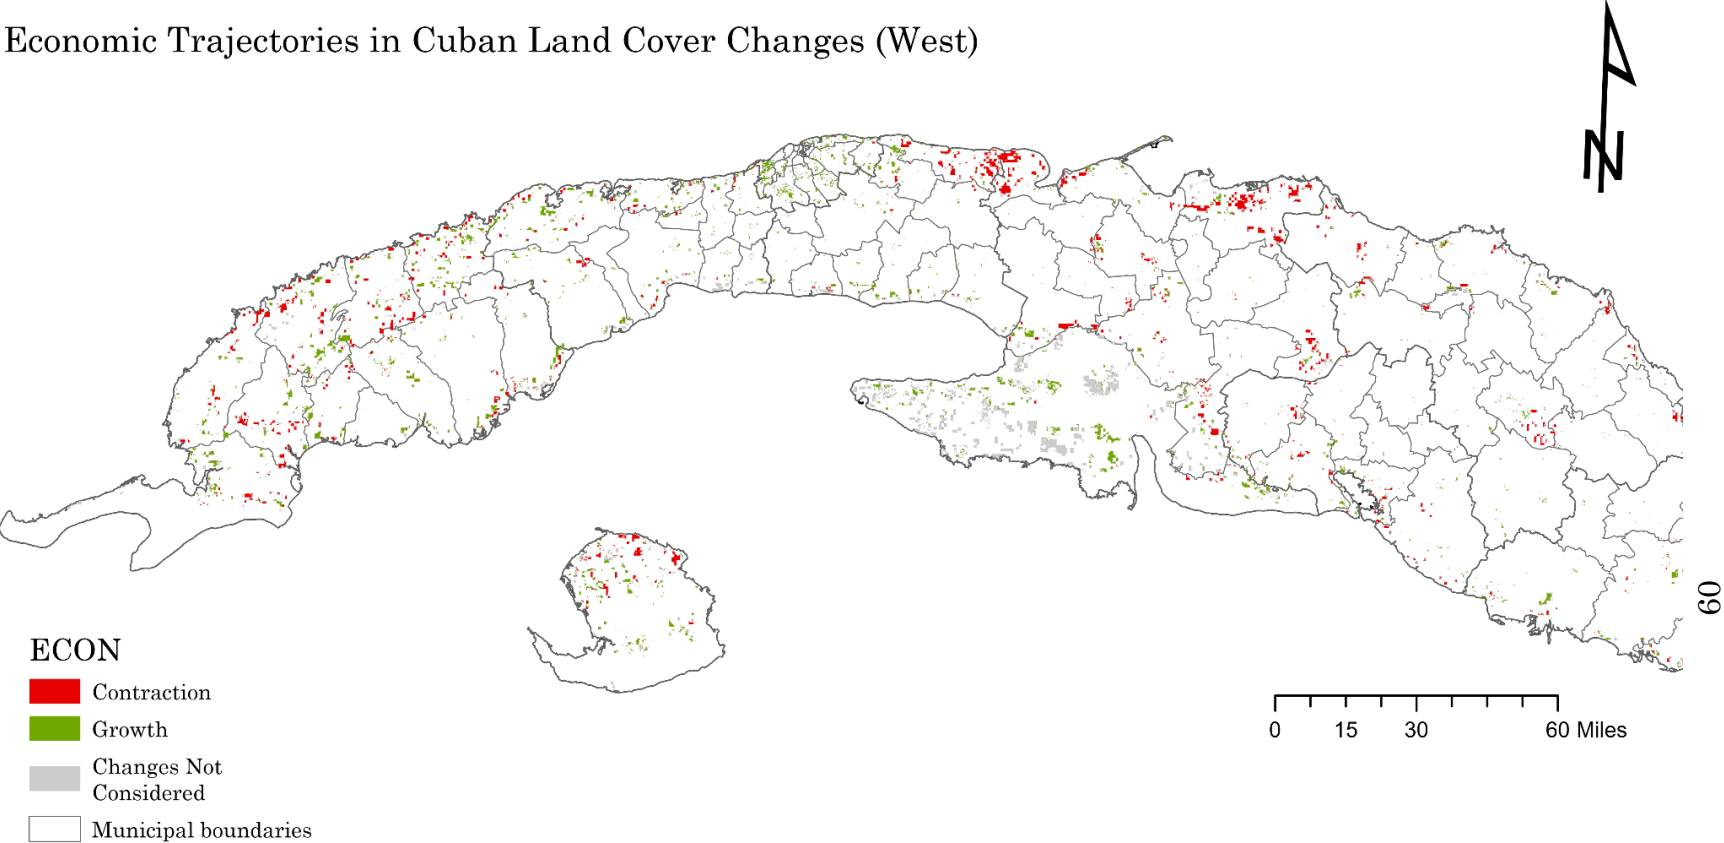 Economic Trajectories in Cuban Land Cover Changes (West)
N
60
ECON
Contraction
Growth
Changes Not
Considered
Municipal boundaries
0 15 30 60 Miles